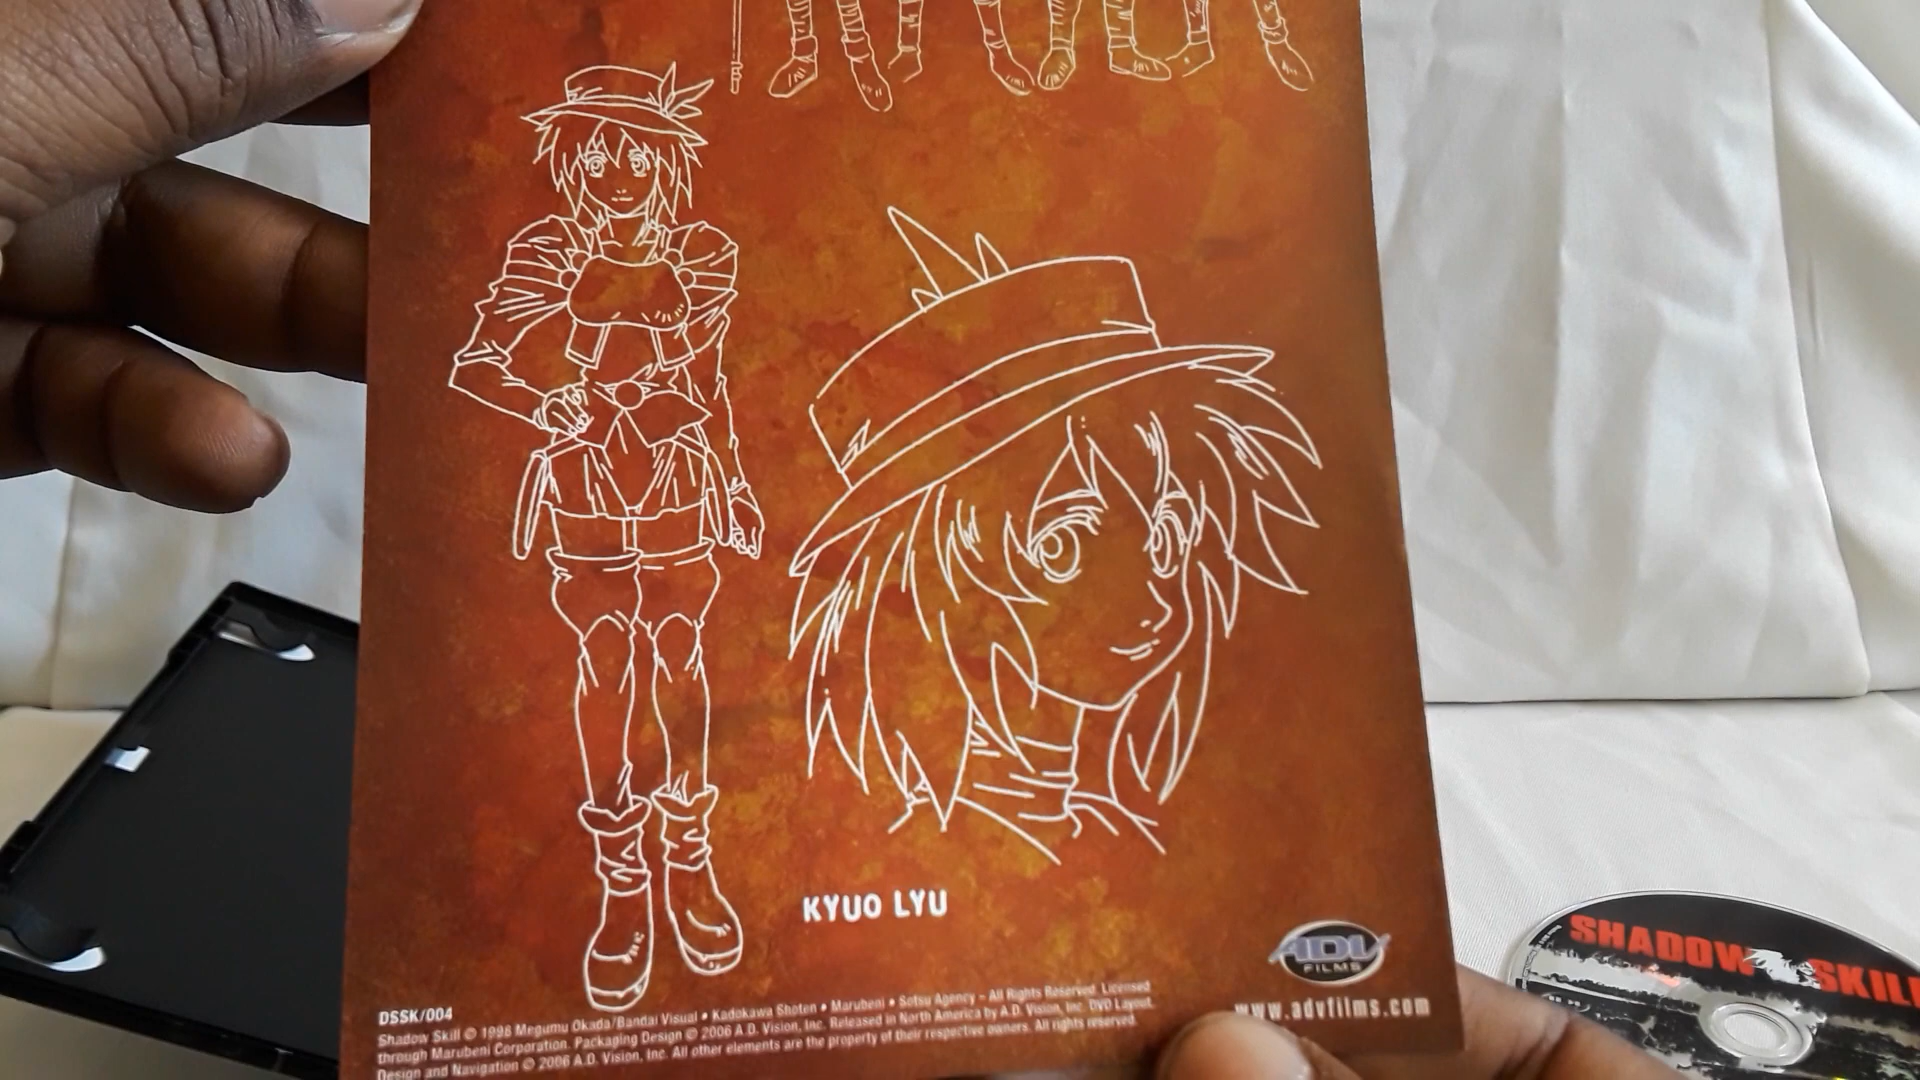 KYUO LYU
ADV
FILMS
www.advfilms.com
DSSK/004
Shadow Skill © 1998 Megumu Okada/Bandai Visual • Kadokawa Shoten • Marubeni • Sotsu Agency – All Rights Reserved. Licensed
through Marubeni Corporation. Packaging Design © 2006 A.D. Vision, Inc. Released in North America by A.D. Vision, Inc. DVD Layout,
Design and Navigation © 2006 A.D. Vision, Inc. All other elements are the property of their respective owners. All rights reserved.
SHADOW SKILL